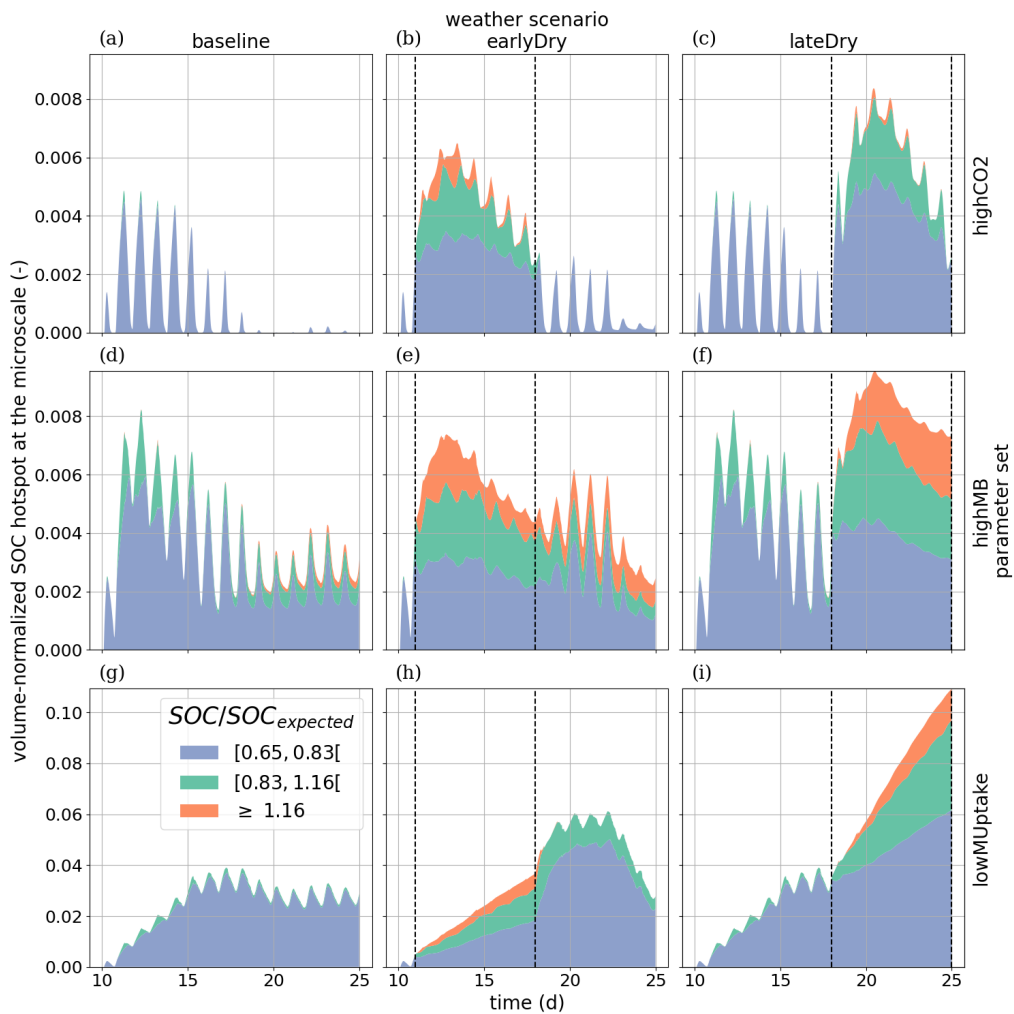 weather scenario
(a) baseline
(b) earlyDry
(c) lateDry
0.008
0.006
0.004
0.002
0.000
highCO2
(d)
(e)
(f)
0.008
0.006
0.004
0.002
0.000
highMB
parameter set
volume-normalized SOC hotspot at the microscale (-)
(g)
(h)
(i)
0.10
0.08
0.06
0.04
0.02
0.00
SOC/SOC_expected
[0.65, 0.83[
[0.83, 1.16[
≥ 1.16
lowMUptake
10 15 20 25
10 15 20 25
10 15 20 25
time (d)